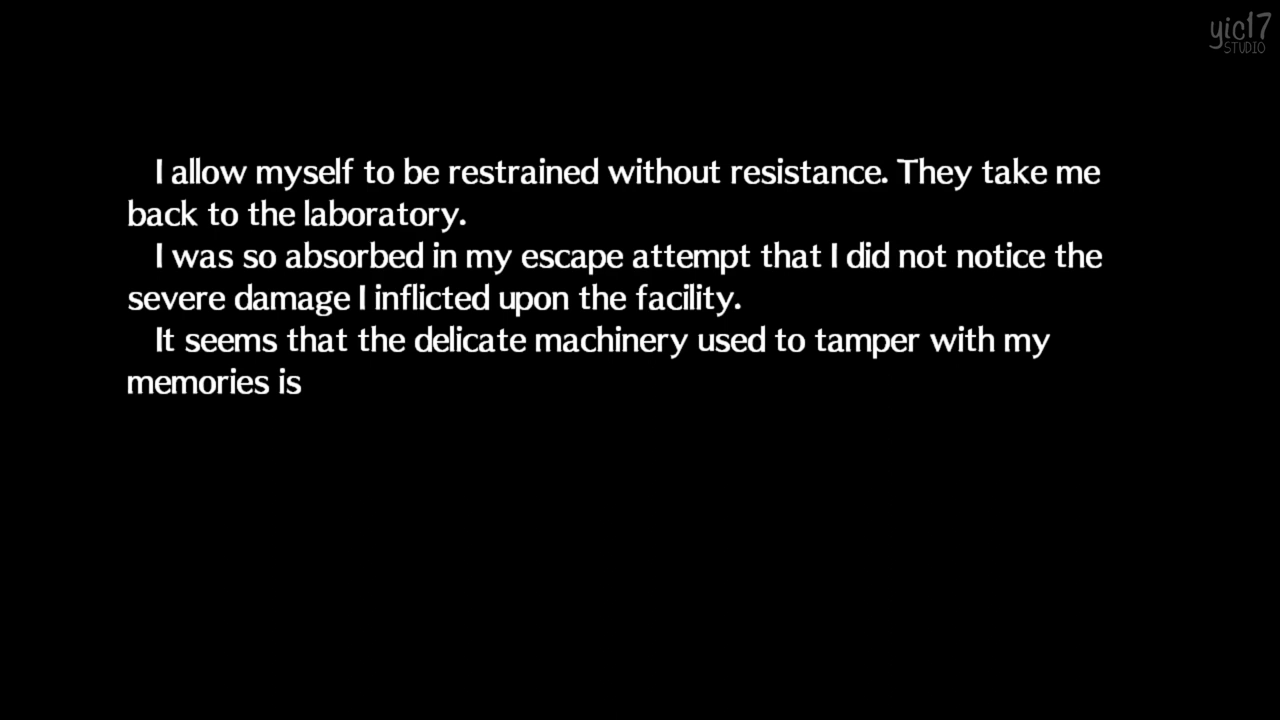 yic17
STUDIO
I allow myself to be restrained without resistance. They take me
back to the laboratory.
I was so absorbed in my escape attempt that I did not notice the
severe damage I inflicted upon the facility.
It seems that the delicate machinery used to tamper with my
memories is